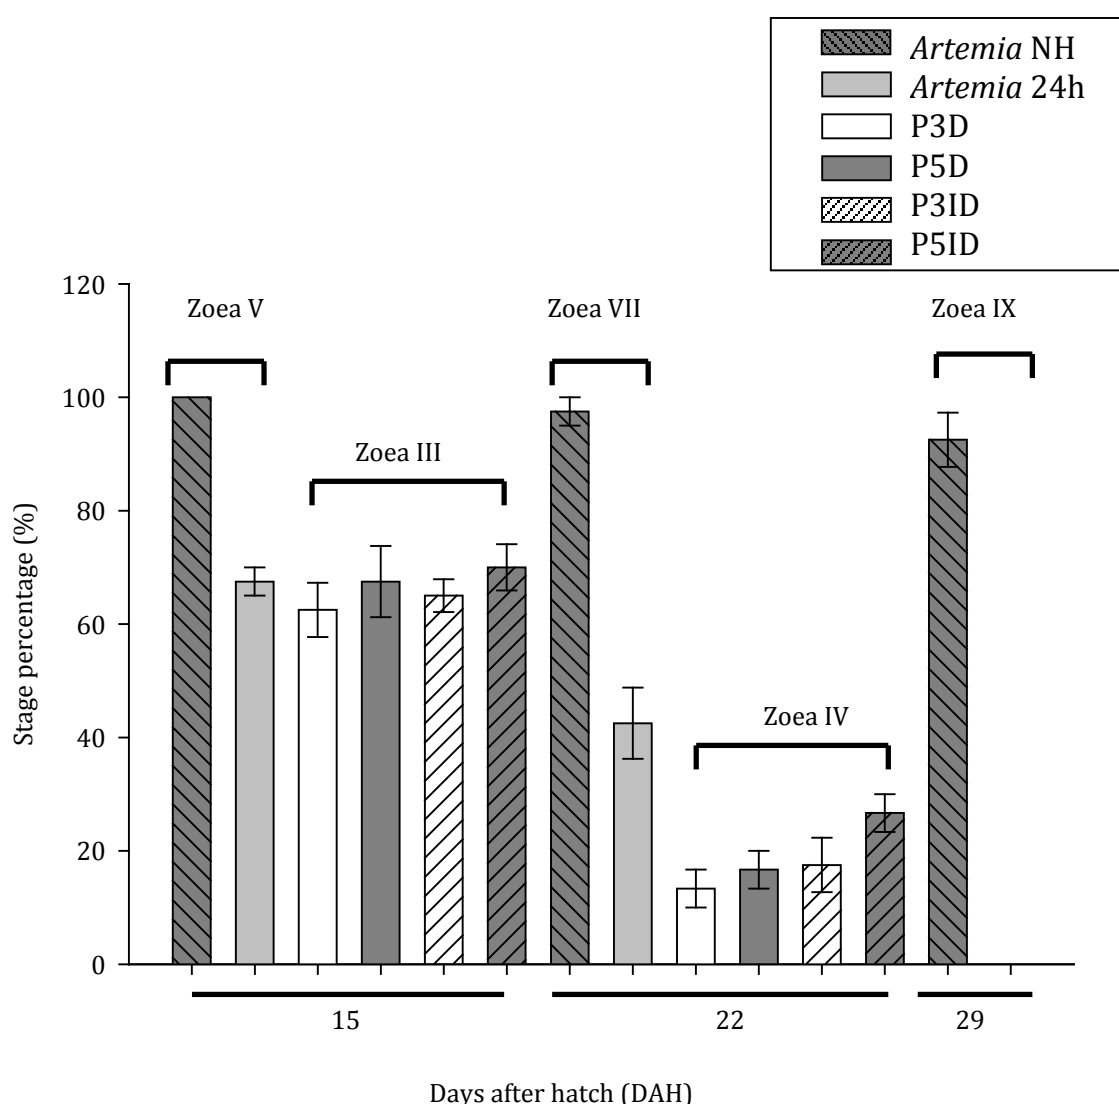 Artemia NH
Artemia 24h
P3D
P5D
P3ID
P5ID
120
100
80
60
40
20
0
Stage percentage (%)
Zoea V
Zoea VII
Zoea IX
Zoea III
Zoea IV
15
22
29
Days after hatch (DAH)